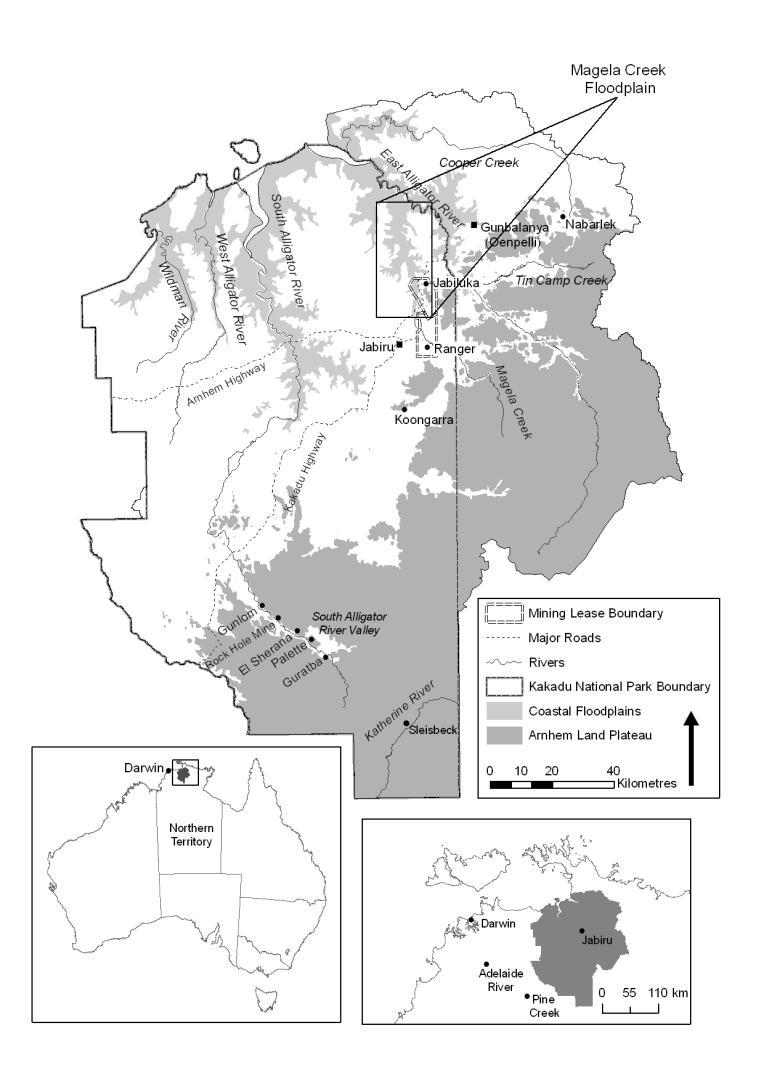 Magela Creek
Floodplain
Cooper Creek
East Alligator River
South Alligator River
West Alligator River
Wildman River
Gunbalanya
(Oenpelli)
Nabarlek
Tin Camp Creek
Jabiluka
Jabiru
Ranger
Arnhem Highway
Magela Creek
Koongarra
Kakadu Highway
Gunlom
Rock Hole Mine
El Sherana
Palette
Guratba
South Alligator
River Valley
Katherine River
Sleisbeck
Mining Lease Boundary
Major Roads
Rivers
Kakadu National Park Boundary
Coastal Floodplains
Arnhem Land Plateau
0 10 20 40
Kilometres
Darwin
Northern
Territory
Darwin
Jabiru
Adelaide
River
Pine
Creek
0 55 110 km